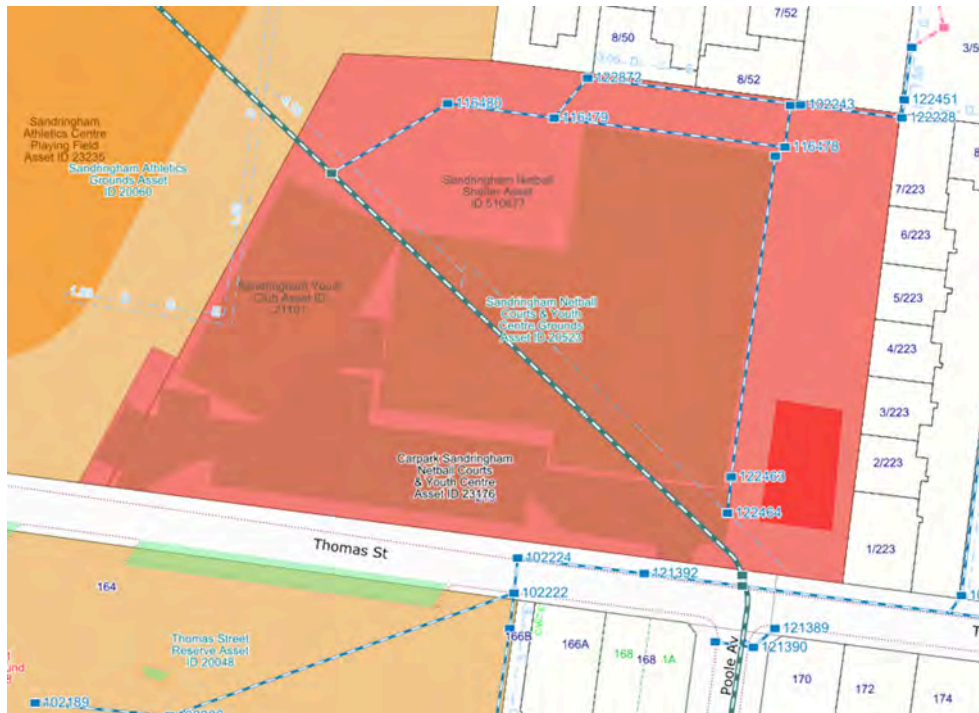 7/52
8/50
3/5
8/52
122872
116480
116479
102243
122451
122228
116478
Sandringham
Athletics Centre
Playing Field
Asset ID 23235
Sandringham Athletics
Grounds Asset
ID 20060
Sandringham Netball
Shelter Asset
ID 510677
8
7/223
6/223
5/223
4/223
3/223
2/223
1/223
Sandringham Youth
Club Asset ID
21101
Sandringham Netball
Courts & Youth
Centre Grounds
Asset ID 20523
Carpark Sandringham
Netball Courts
& Youth Centre
Asset ID 23176
122463
122464
Thomas St
102224
121392
102222
164
166B
166A
168
168
1A
121389
121390
Poole Av
170
172
174
Thomas Street
Reserve Asset
ID 20048
102189